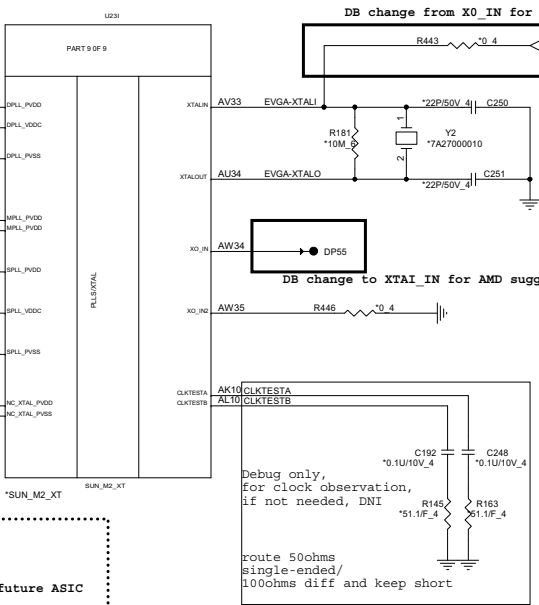 DB change from X0_IN for
U23I
PART 9 0F 9
R443
*0_4
DPLL_PVDD
XTALIN
AV33
EVGA-XTALI
*22P/50V_4
C250
DPLL_VDDC
R181
*10M_6
1
Y2
*7A27000010
2
DPLL_PVSS
XTALOUT
AU34
EVGA-XTALO
*22P/50V_4
C251
MPLL_PVDD
MPLL_PVDD
XO_IN
AW34
DP55
SPLL_PVDD
PLLS/XTAL
DB change to XTAI_IN for AMD sugg
SPLL_VDDC
XO_IN2
AW35
R446
*0_4
SPLL_PVSS
CLKTESTA
AK10
CLKTESTA
CLKTESTB
AL10
CLKTESTB
NC_XTAL_PVDD
NC_XTAL_PVSS
C192
*0.1U/10V_4
C248
*0.1U/10V_4
SUN_M2_XT
*SUN_M2_XT
Debug only,
for clock observation,
if not needed, DNI
R145
*51.1/F_4
R163
*51.1/F_4
route 50ohms
single-ended/
100ohms diff and keep short
future ASIC